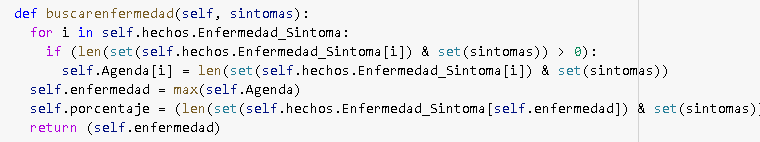 def buscarenfermedad(self, sintomas):
for i in self.hechos.Enfermedad_Sintoma:
if (len(set(self.hechos.Enfermedad_Sintoma[i]) & set(sintomas)) > 0):
self.Agenda[i] = len(set(self.hechos.Enfermedad_Sintoma[i]) & set(sintomas))
self.enfermedad = max(self.Agenda)
self.porcentaje = (len(set(self.hechos.Enfermedad_Sintoma[self.enfermedad]) & set(sintomas))
return (self.enfermedad)